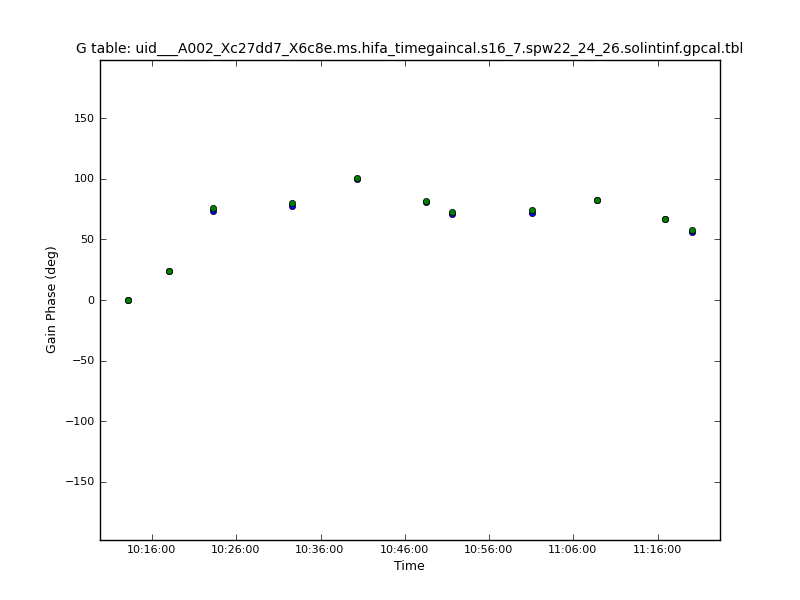 G table: uid___A002_Xc27dd7_X6c8e.ms.hifa_timegaincal.s16_7.spw22_24_26.solintinf.gpcal.tbl
150
100
50
0
−50
−100
−150
Gain Phase (deg)
10:16:00 10:26:00 10:36:00 10:46:00 10:56:00 11:06:00 11:16:00
Time